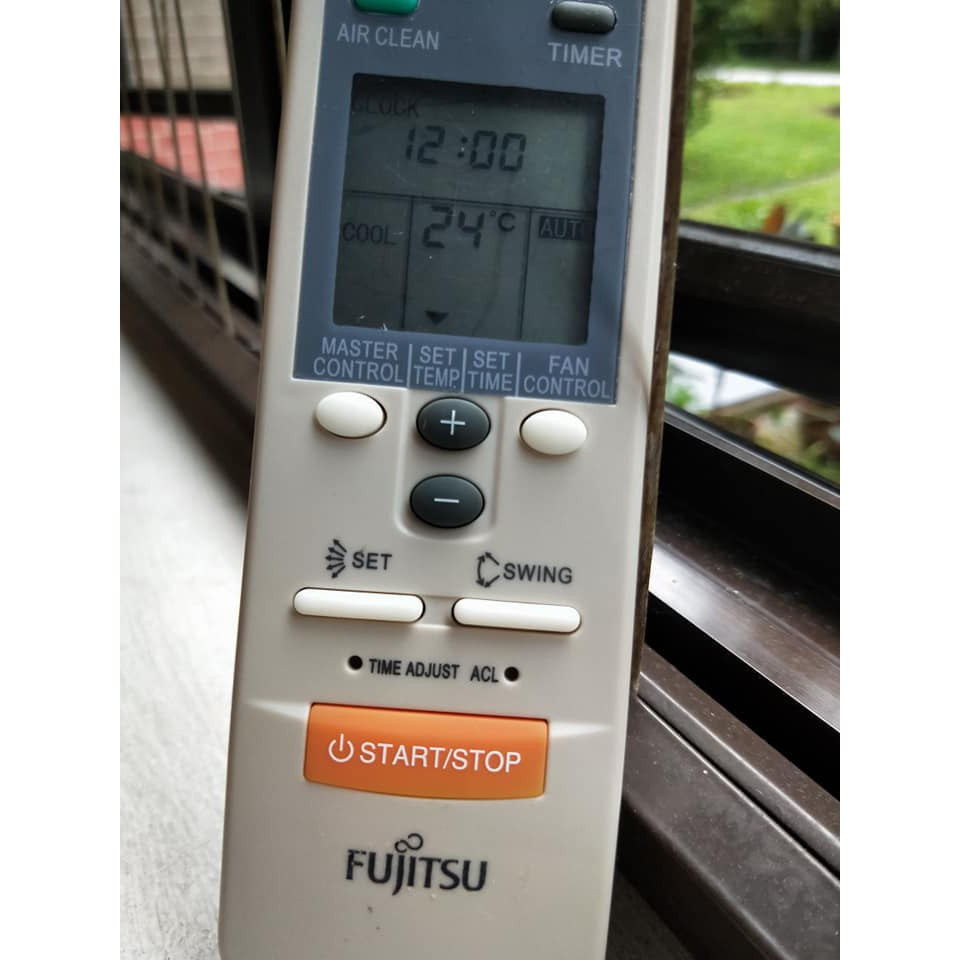 AIR CLEAN
TIMER
CLOCK
12:00
COOL 24°C AUTO
MASTER CONTROL
SET TEMP
SET TIME
FAN CONTROL
+
−
SET
SWING
TIME ADJUST ACL
START/STOP
FUJITSU